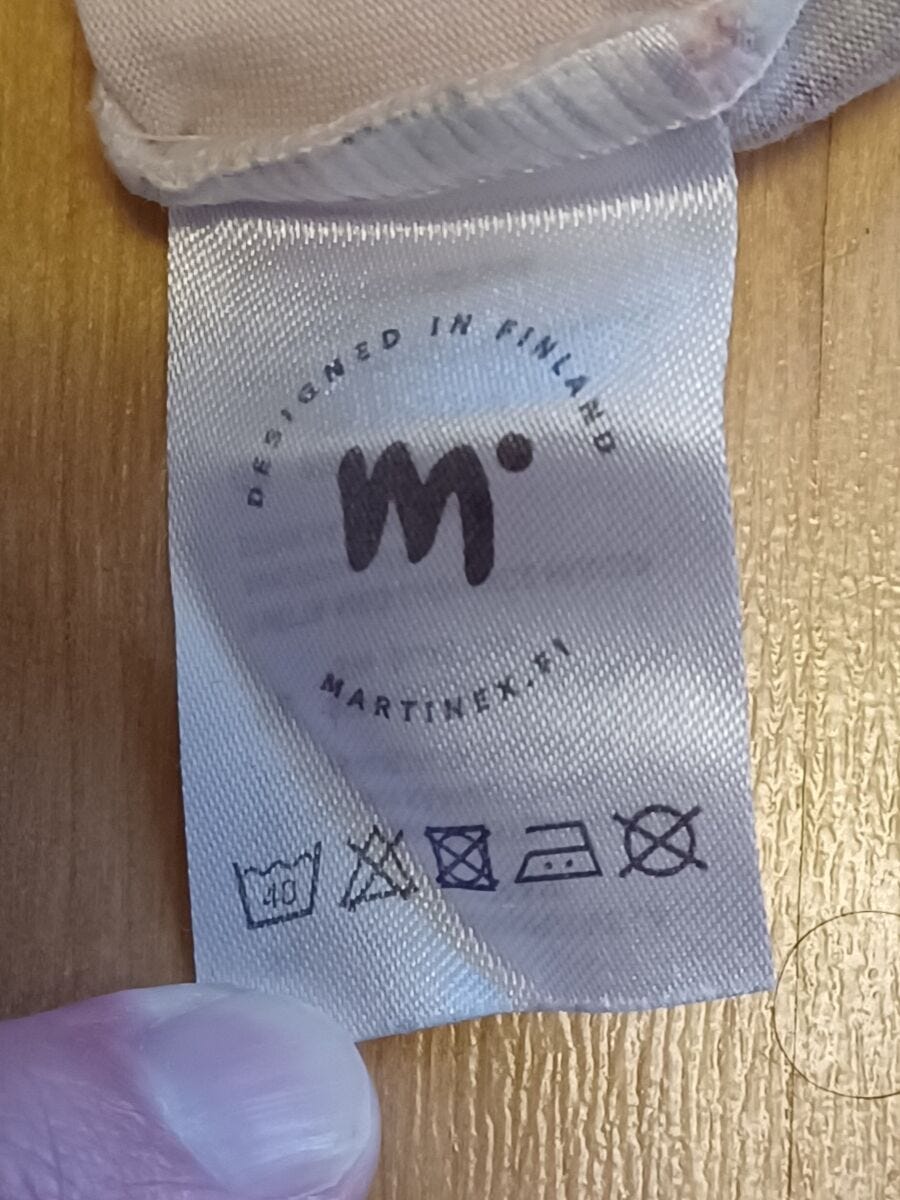 DESIGNED IN FINLAND
m
MARTINEX.FI
40